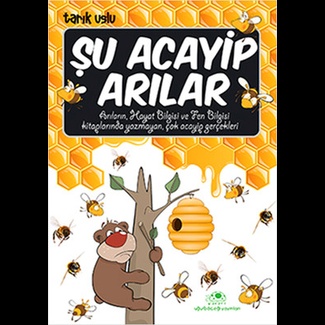 tarık uslu
ŞU ACAYİP
ARILAR
Arıların, Hayat Bilgisi ve Fen Bilgisi
kitaplarında yazmayan, çok acayip gerçekleri